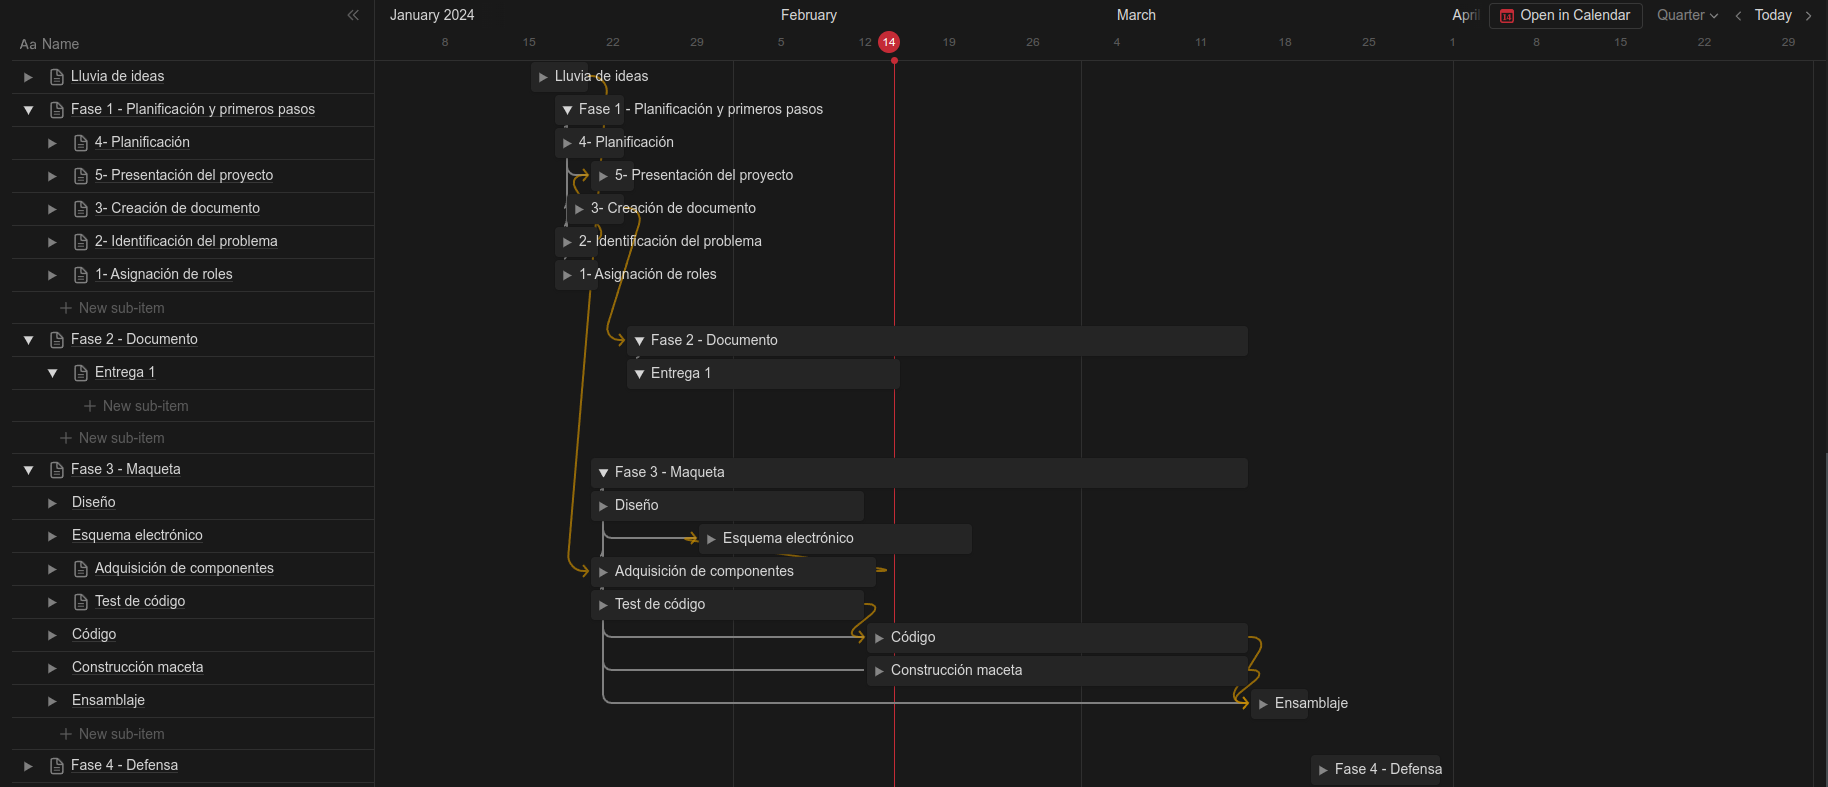 January 2024 February March April Open in Calendar Quarter Today
Aa Name 8 15 22 29 5 12 14 19 26 4 11 18 25 1 8 15 22 29
Lluvia de ideas Lluvia de ideas
Fase 1 - Planificación y primeros pasos Fase 1 - Planificación y primeros pasos
4- Planificación 4- Planificación
5- Presentación del proyecto 5- Presentación del proyecto
3- Creación de documento 3- Creación de documento
2- Identificación del problema 2- Identificación del problema
1- Asignación de roles 1- Asignación de roles
+ New sub-item
Fase 2 - Documento Fase 2 - Documento
Entrega 1 Entrega 1
+ New sub-item
+ New sub-item
Fase 3 - Maqueta Fase 3 - Maqueta
Diseño Diseño
Esquema electrónico Esquema electrónico
Adquisición de componentes Adquisición de componentes
Test de código Test de código
Código Código
Construcción maceta Construcción maceta
Ensamblaje Ensamblaje
+ New sub-item
Fase 4 - Defensa Fase 4 - Defensa